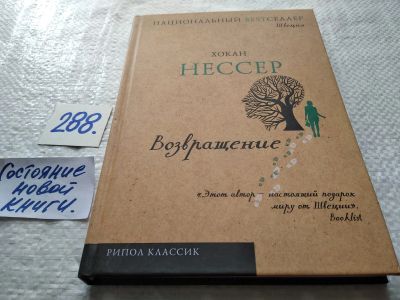 НАЦИОНАЛЬНЫЙ БЕСТСЕЛЛЕР
Швеция
ХОКАН
НЕССЕР
Возвращение
«Этот автор – настоящий подарок
миру от Швеции».
Booklist
РИПОЛ КЛАССИК
288.
Состояние
новой
книги.